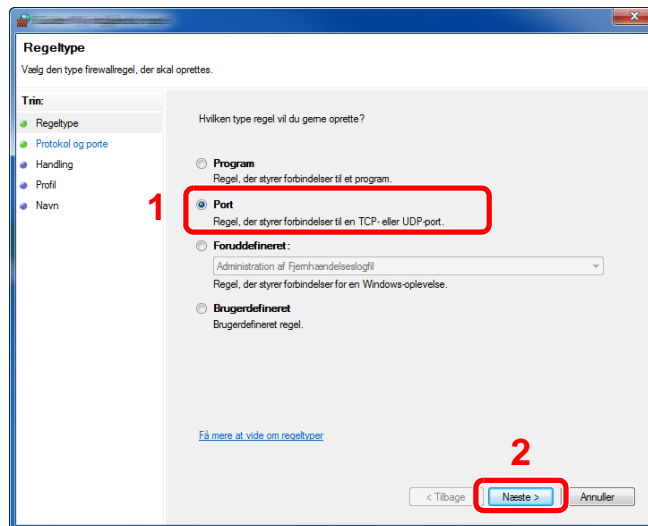 Regeltype
Vælg den type firewallregel, der skal oprettes.
Trin:
Regeltype
Protokol og porte
Handling
Profil
Navn
Hvilken type regel vil du gerne oprette?
Program
Regel, der styrer forbindelser til et program.
1
Port
Regel, der styrer forbindelser til en TCP- eller UDP-port.
Foruddefineret:
Administration af Fjernhændelseslogfil
Regel, der styrer forbindelser for en Windows-oplevelse.
Brugerdefineret
Brugerdefineret regel.
Få mere at vide om regeltyper
2
< Tilbage
Næste >
Annuller